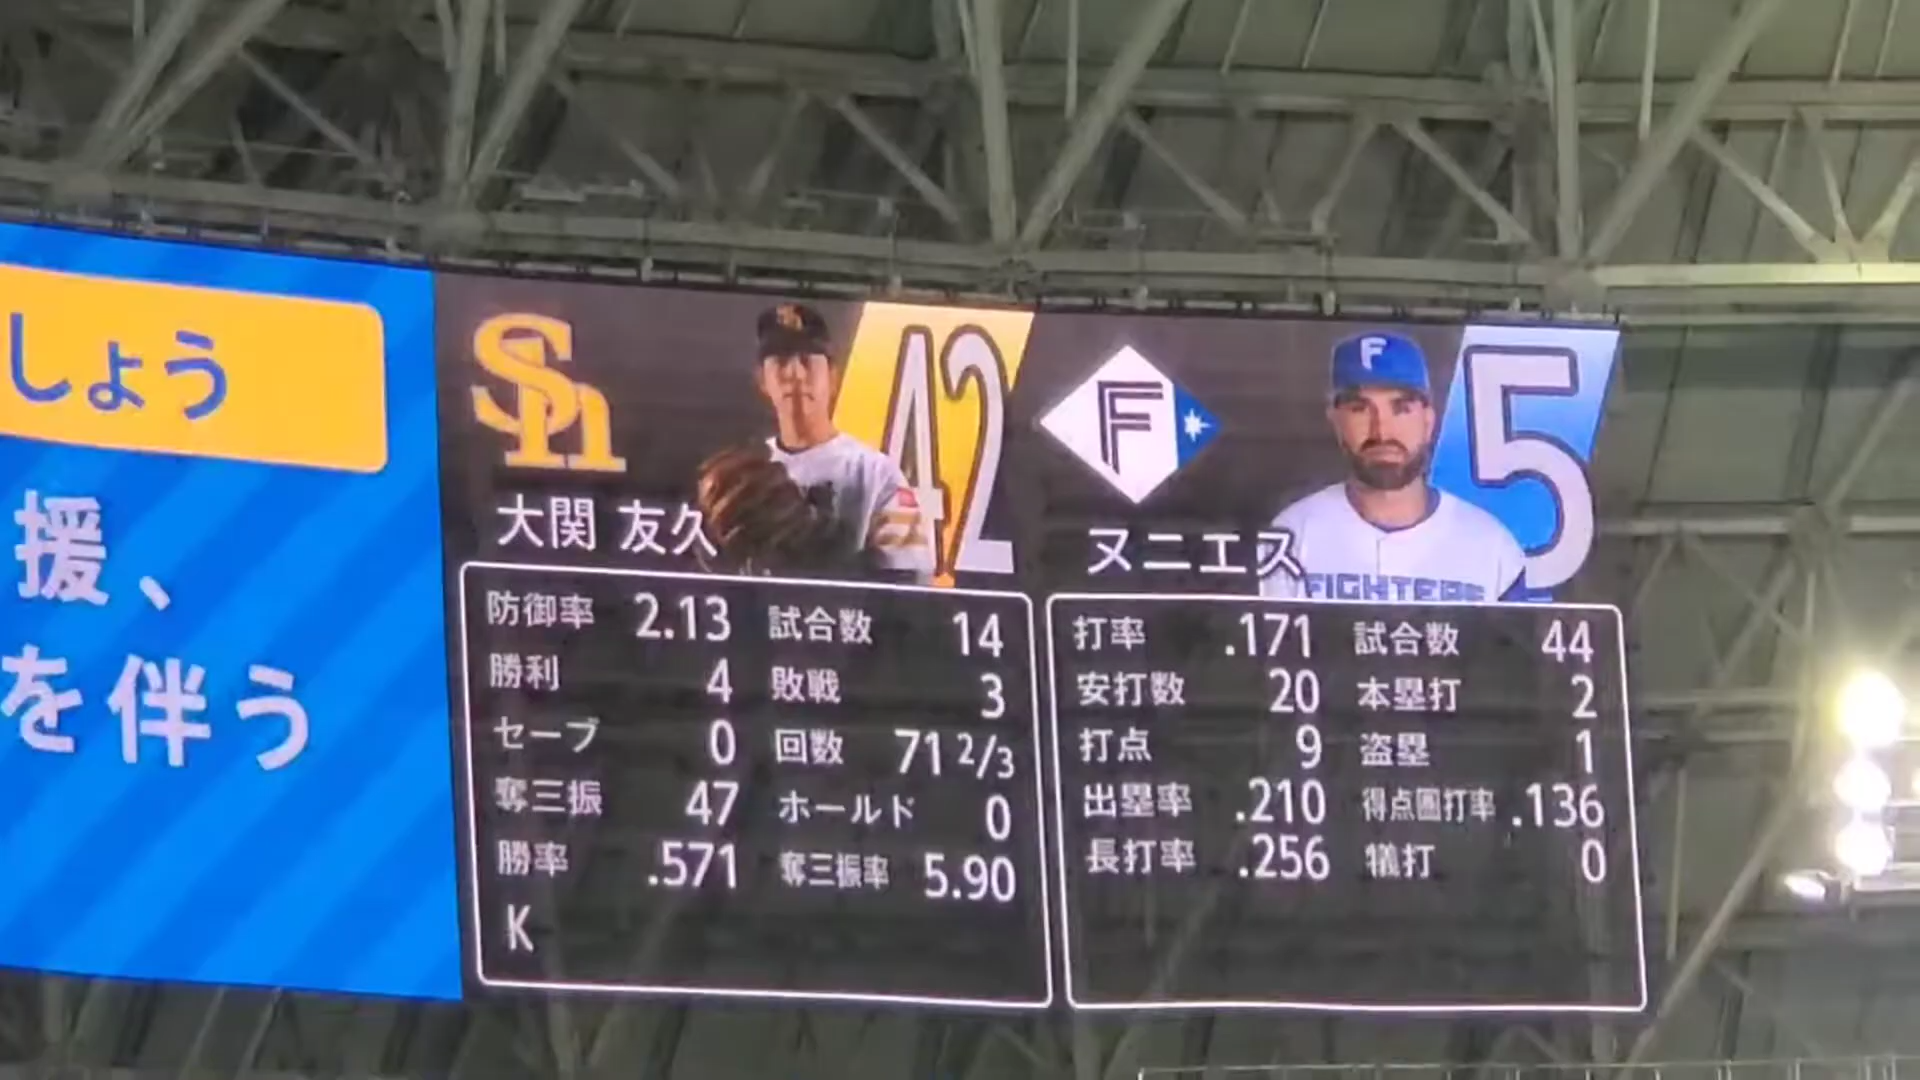 しょう
援、
を伴う
Sh
42
大関 友久
防御率 2.13 試合数 14
勝利 4 敗戦 3
セーブ 0 回数 71 2/3
奪三振 47 ホールド 0
勝率 .571 奪三振率 5.90
K
F
F
5
ヌニエス
FIGHTERS
打率 .171 試合数 44
安打数 20 本塁打 2
打点 9 盗塁 1
出塁率 .210 得点圏打率 .136
長打率 .256 犠打 0